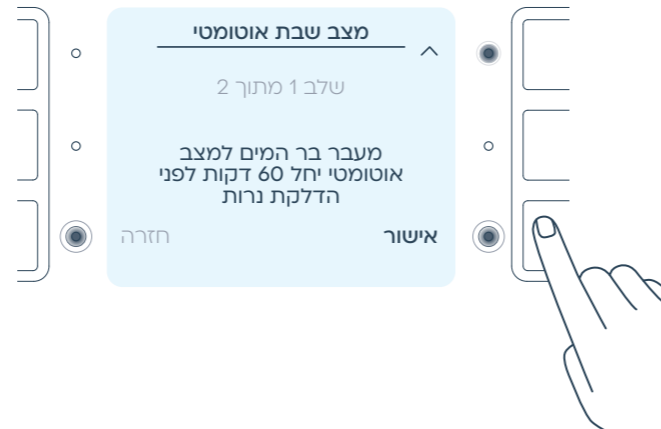 מצב שבת אוטומטי
שלב 1 מתוך 2
מעבר בר המים למצב
אוטומטי יחל 60 דקות לפני
הדלקת נרות
אישור
חזרה